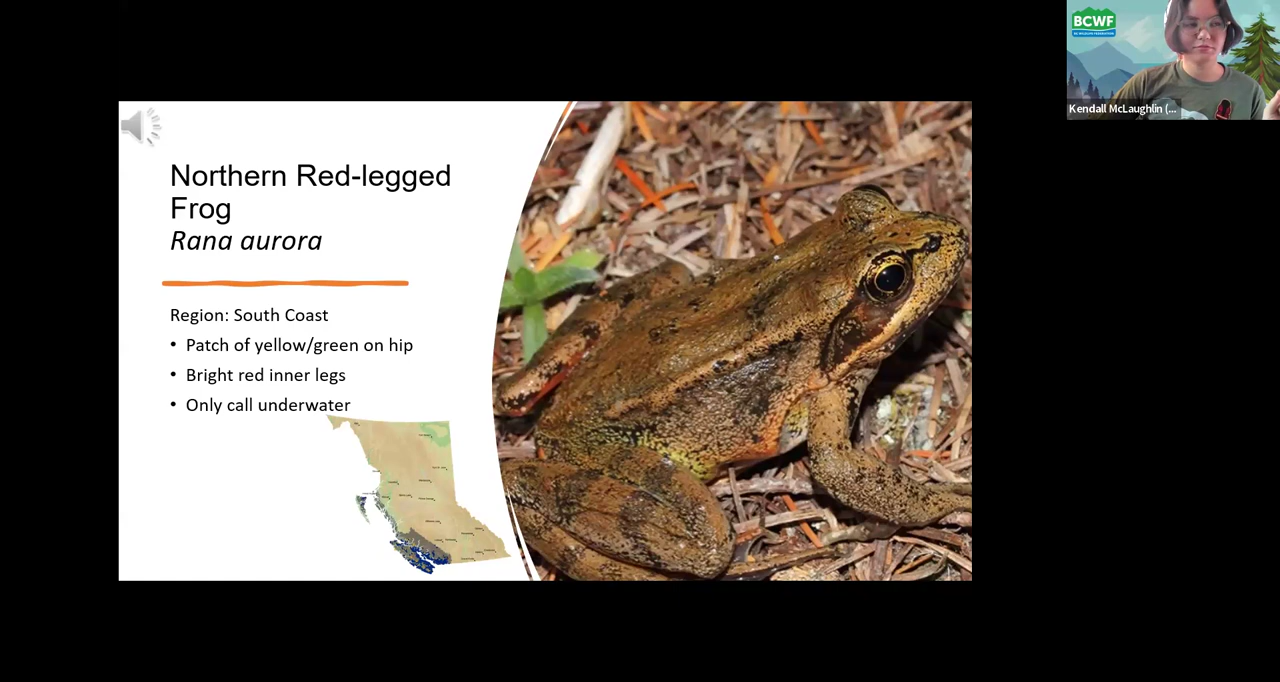 Northern Red-legged
Frog
Rana aurora
Region: South Coast
• Patch of yellow/green on hip
• Bright red inner legs
• Only call underwater
BCWF
Kendall McLaughlin (...